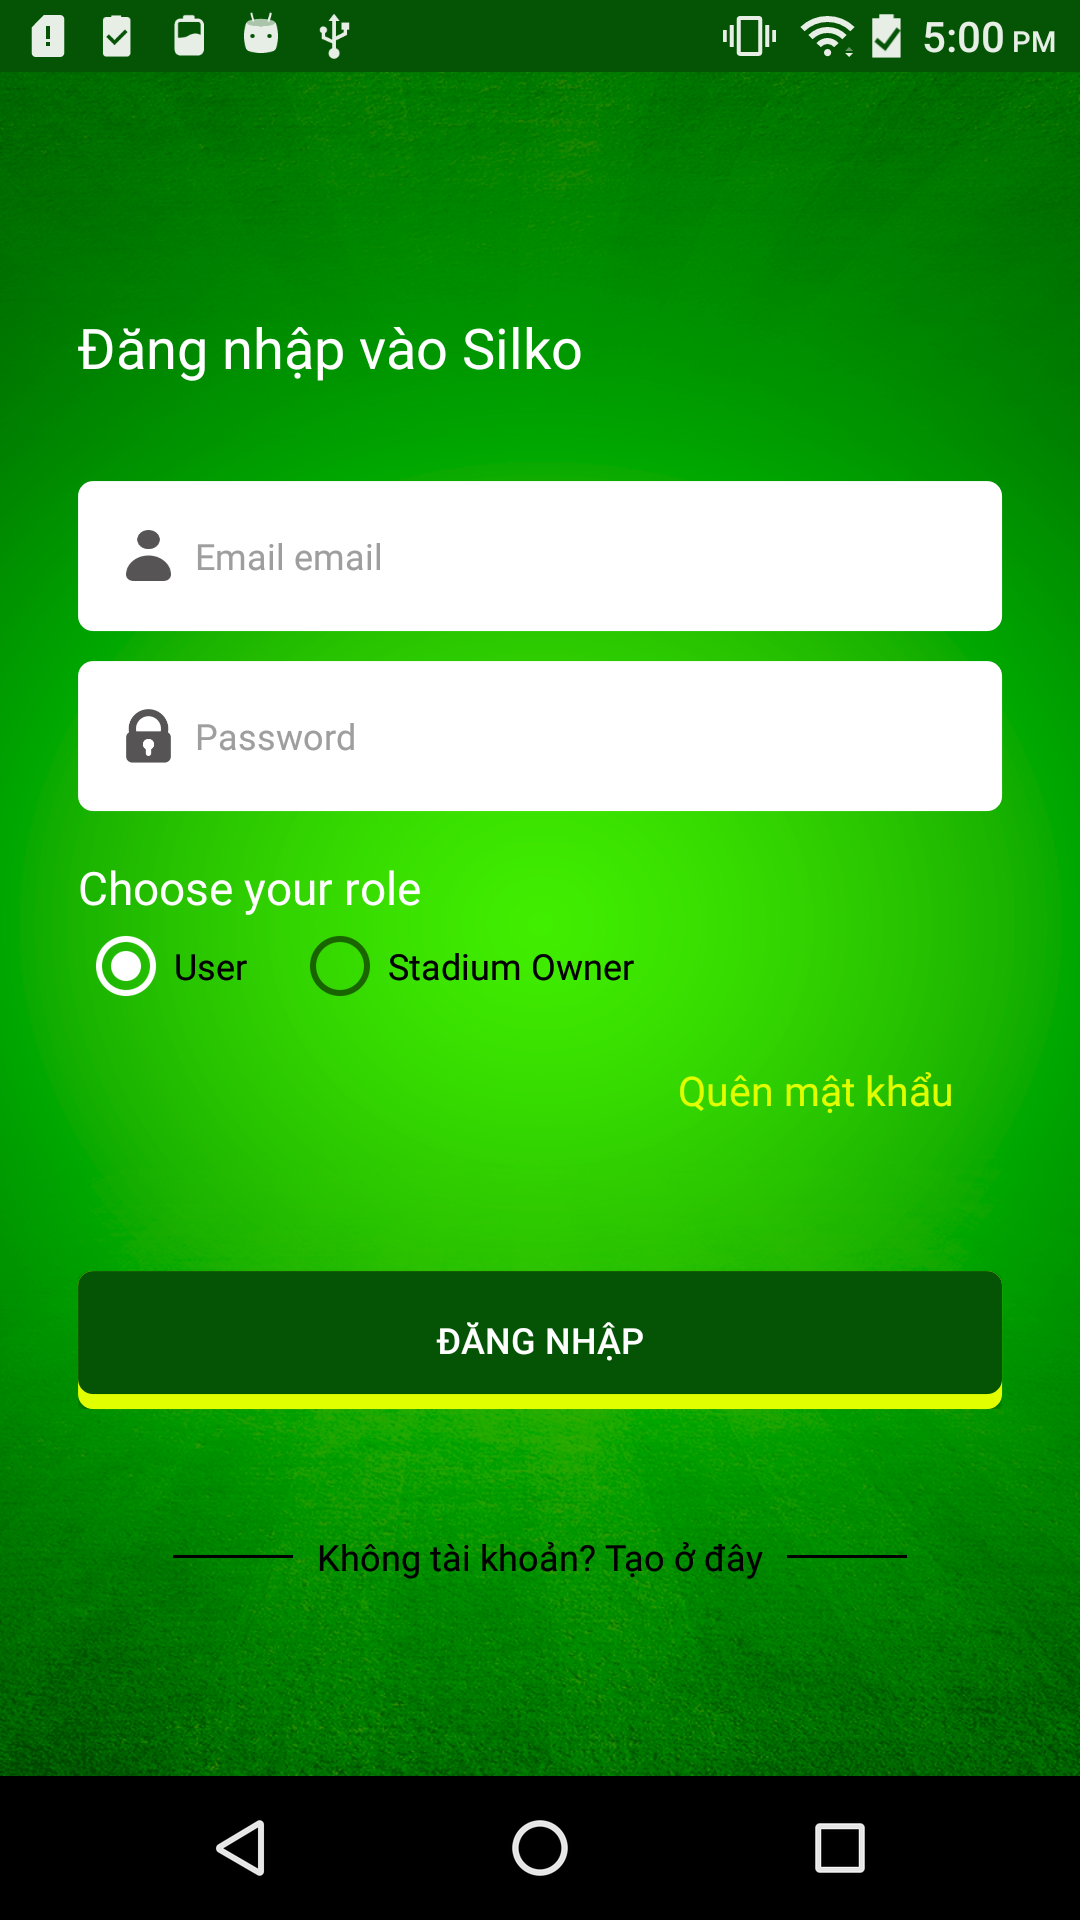 5:00 PM
Đăng nhập vào Silko
Email email
Password
Choose your role
User
Stadium Owner
Quên mật khẩu
ĐĂNG NHẬP
Không tài khoản? Tạo ở đây